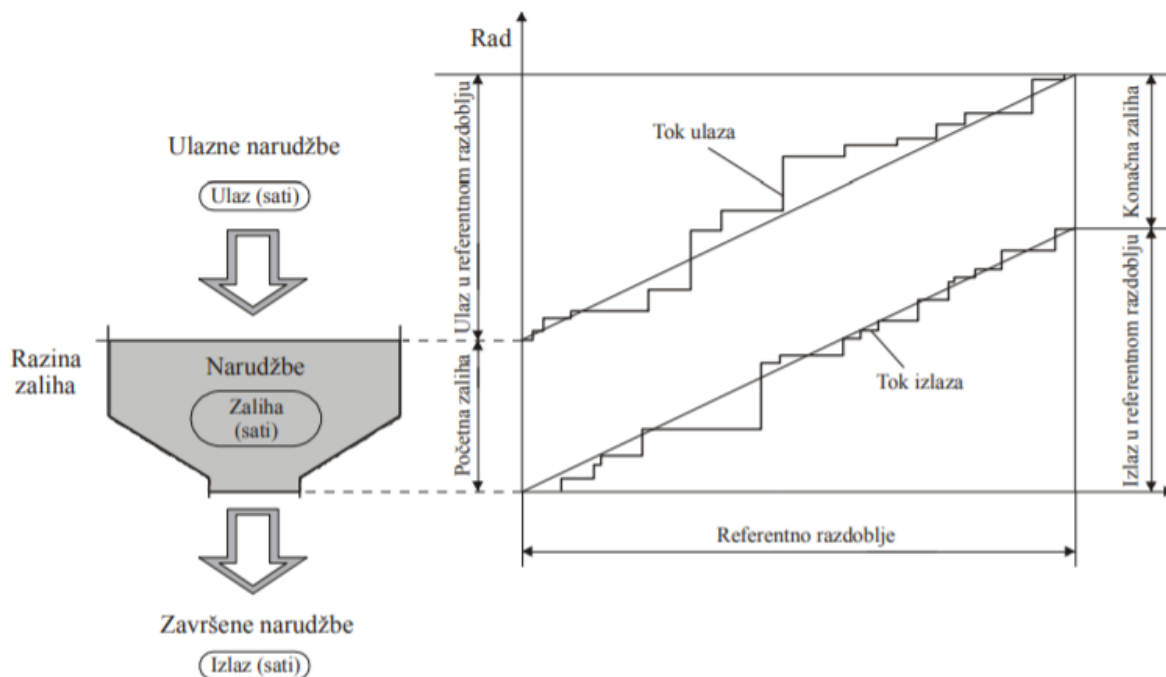 Ulazne narudžbe
Ulaz (sati)
Razina
zaliha
Narudžbe
Zaliha
(sati)
Završene narudžbe
Izlaz (sati)
Rad
Ulaz u referentnom razdoblju
Početna zaliha
Tok ulaza
Tok izlaza
Referentno razdoblje
Konačna zaliha
Izlaz u referentnom razdoblju